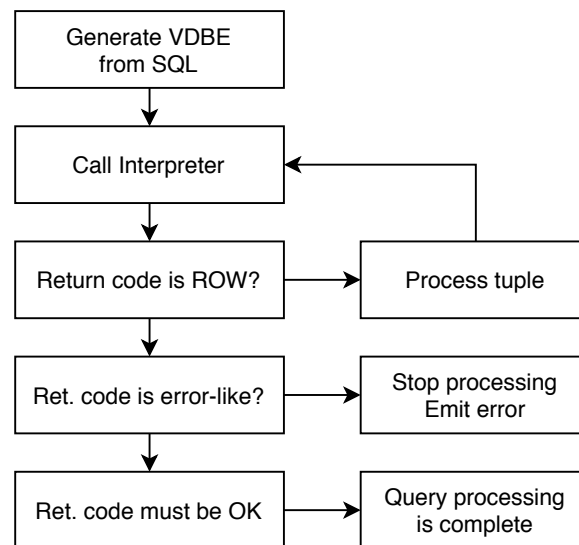 Generate VDBE
from SQL
Call Interpreter
Return code is ROW?
Process tuple
Ret. code is error-like?
Stop processing
Emit error
Ret. code must be OK
Query processing
is complete